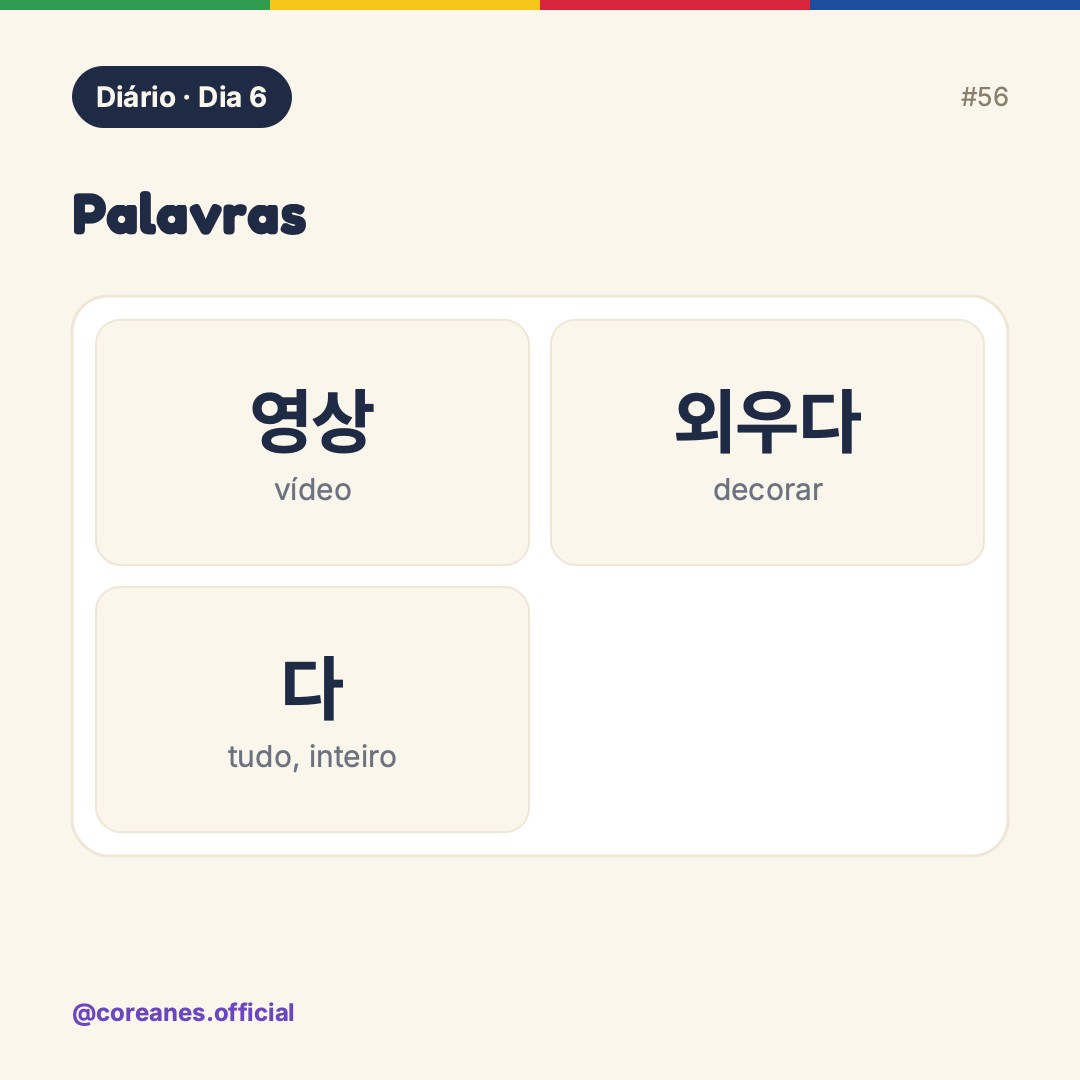 Diário · Dia 6
#56
Palavras
영상
vídeo
외우다
decorar
다
tudo, inteiro
@coreanes.official